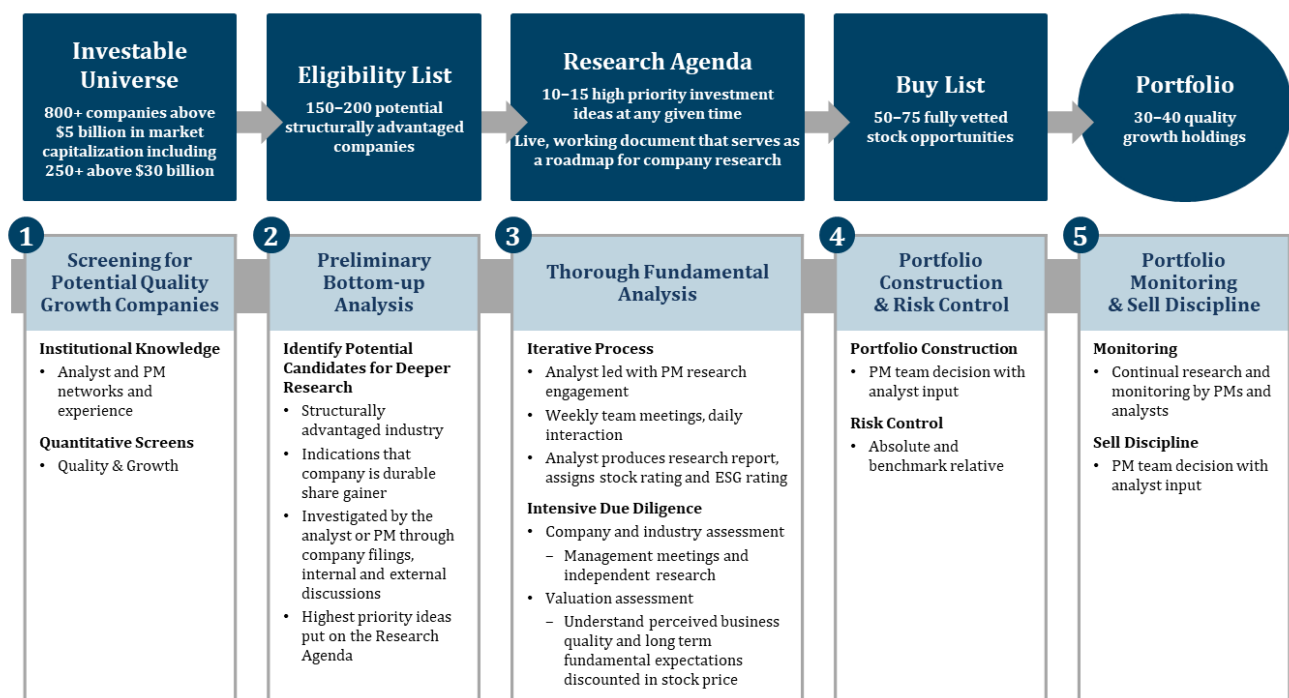 Investable
Universe
800+ companies above
$5 billion in market
capitalization including
250+ above $30 billion
Eligibility List
150–200 potential
structurally advantaged
companies
Research Agenda
10–15 high priority investment
ideas at any given time
Live, working document that serves as
a roadmap for company research
Buy List
50–75 fully vetted
stock opportunities
Portfolio
30–40 quality
growth holdings
1
Screening for
Potential Quality
Growth Companies
Institutional Knowledge
• Analyst and PM
networks and
experience
Quantitative Screens
• Quality & Growth
2
Preliminary
Bottom-up
Analysis
Identify Potential
Candidates for Deeper
Research
• Structurally
advantaged industry
• Indications that
company is durable
share gainer
• Investigated by the
analyst or PM through
company filings,
internal and external
discussions
• Highest priority ideas
put on the Research
Agenda
3
Thorough Fundamental
Analysis
Iterative Process
• Analyst led with PM research
engagement
• Weekly team meetings, daily
interaction
• Analyst produces research report,
assigns stock rating and ESG rating
Intensive Due Diligence
• Company and industry assessment
– Management meetings and
independent research
• Valuation assessment
– Understand perceived business
quality and long term
fundamental expectations
discounted in stock price
4
Portfolio
Construction
& Risk Control
Portfolio Construction
• PM team decision with
analyst input
Risk Control
• Absolute and
benchmark relative
5
Portfolio
Monitoring
& Sell Discipline
Monitoring
• Continual research and
monitoring by PMs and
analysts
Sell Discipline
• PM team decision with
analyst input